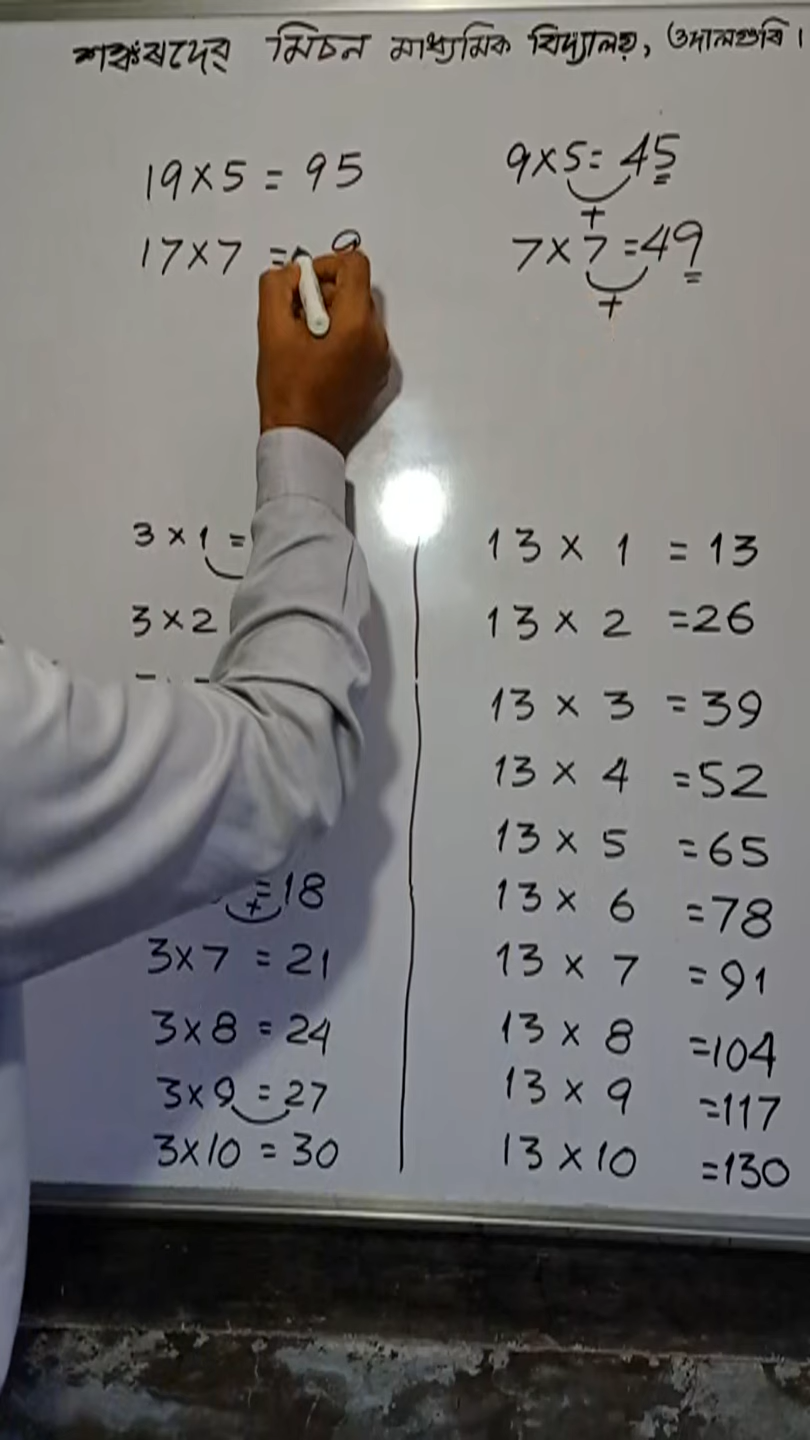 শঙ্কৰদেৱ মিচন মাধ্যমিক বিদ্যালয়, ওদালগুৰি।
19×5 = 95
9×5= 45
+
17×7 = 9
7×7=49
+
3×1=
3×2
=18
+
3×7 = 21
3×8 = 24
3×9 = 27
3×10 = 30
13 × 1 = 13
13 × 2 =26
13 × 3 = 39
13 × 4 =52
13 × 5 =65
13 × 6 =78
13 × 7 =91
13 × 8 =104
13 × 9 =117
13 ×10 =130